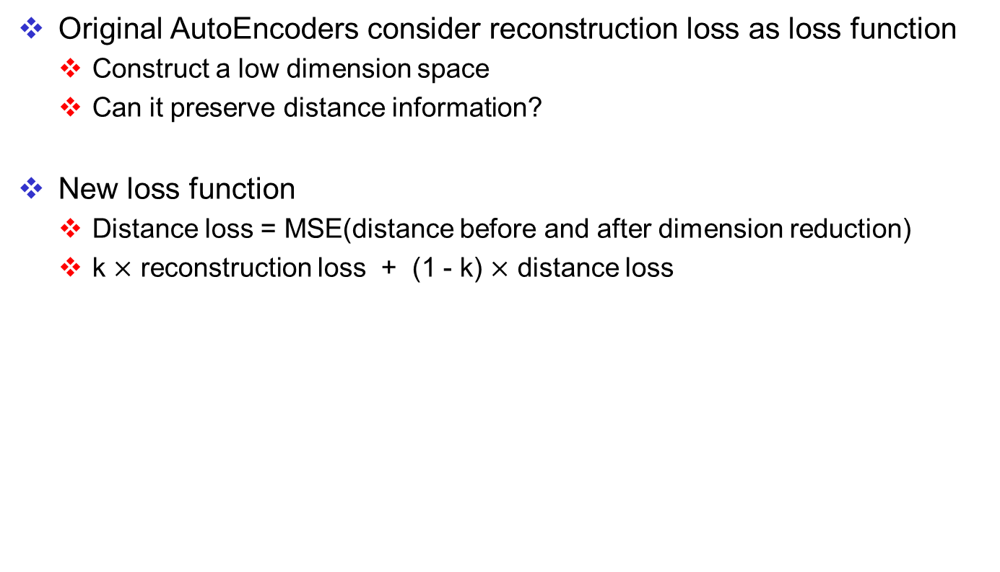 Original AutoEncoders consider reconstruction loss as loss function
Construct a low dimension space
Can it preserve distance information?
New loss function
Distance loss = MSE(distance before and after dimension reduction)
k × reconstruction loss + (1 - k) × distance loss